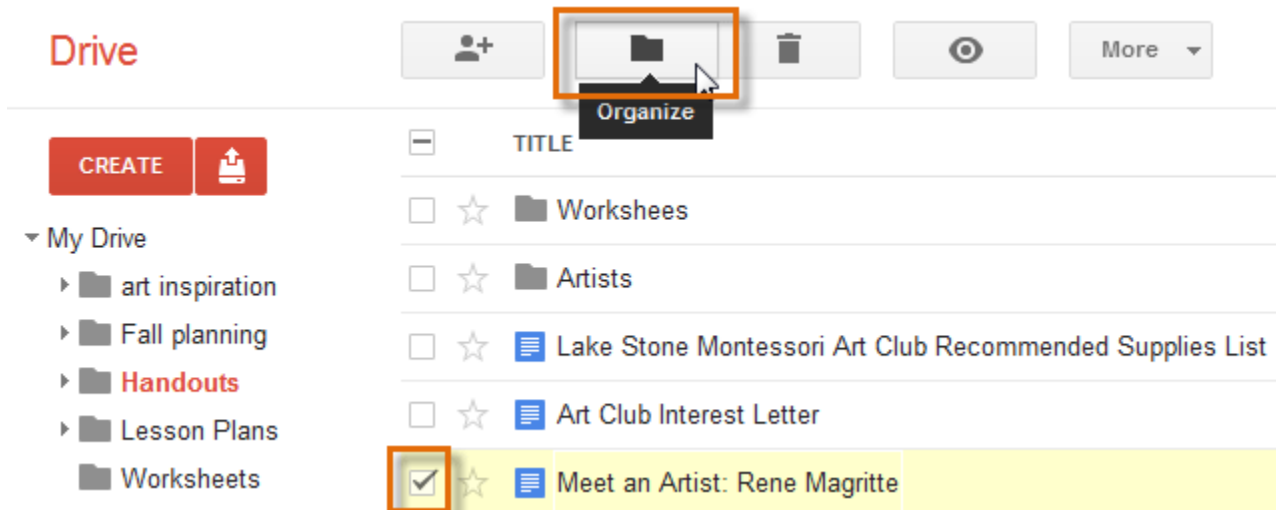 Drive
More
Organize
CREATE
TITLE
My Drive
art inspiration
Fall planning
Handouts
Lesson Plans
Worksheets
Workshees
Artists
Lake Stone Montessori Art Club Recommended Supplies List
Art Club Interest Letter
Meet an Artist: Rene Magritte